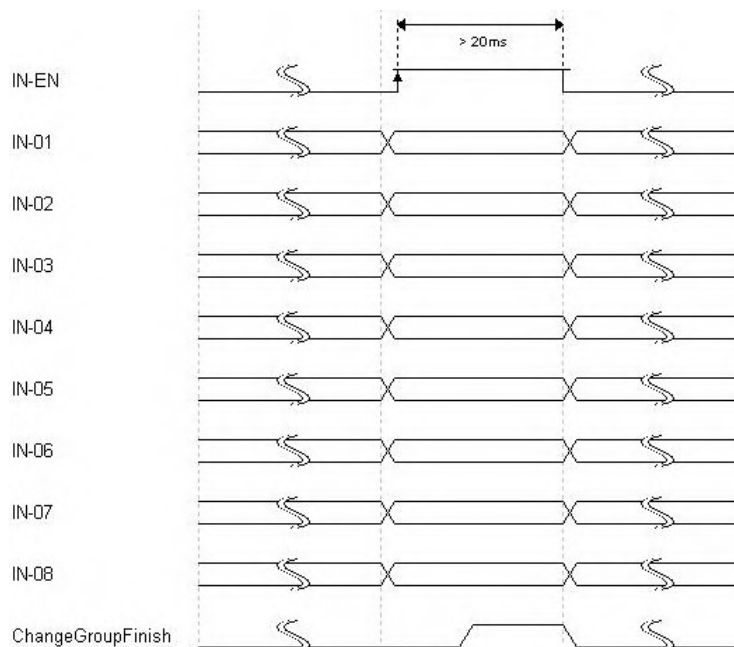 > 20ms
IN-EN
IN-01
IN-02
IN-03
IN-04
IN-05
IN-06
IN-07
IN-08
ChangeGroupFinish